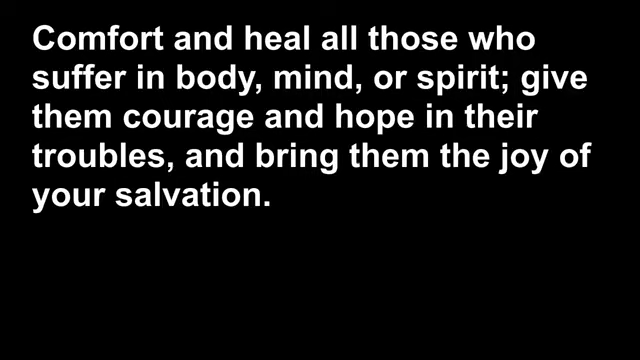 Comfort and heal all those who
suffer in body, mind, or spirit; give
them courage and hope in their
troubles, and bring them the joy of
your salvation.